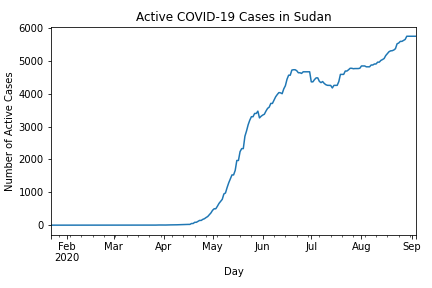 Active COVID-19 Cases in Sudan
Number of Active Cases
6000
5000
4000
3000
2000
1000
0
Feb Mar Apr May Jun Jul Aug Sep
2020
Day